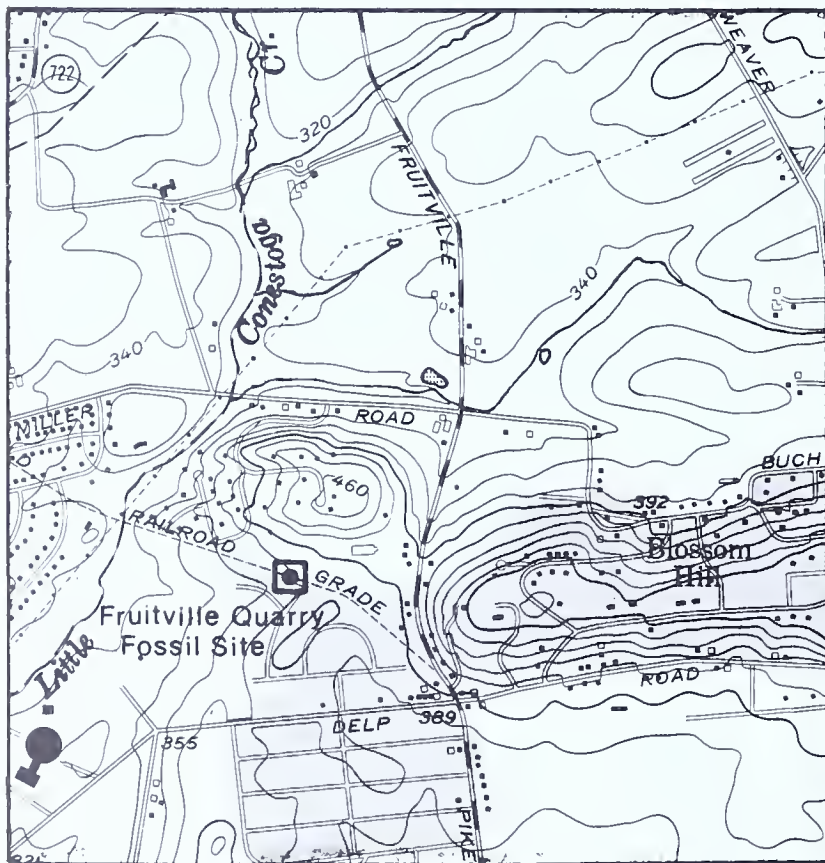 722
Cr.
WEAVER
320
FRUITVILLE
Conestoga
340
340
MILLER
ROAD
BUCH
460
392
RAILROAD
Blossom
Hill
GRADE
Fruitville Quarry
Fossil Site
Little
ROAD
DELP
389
355
PIKE